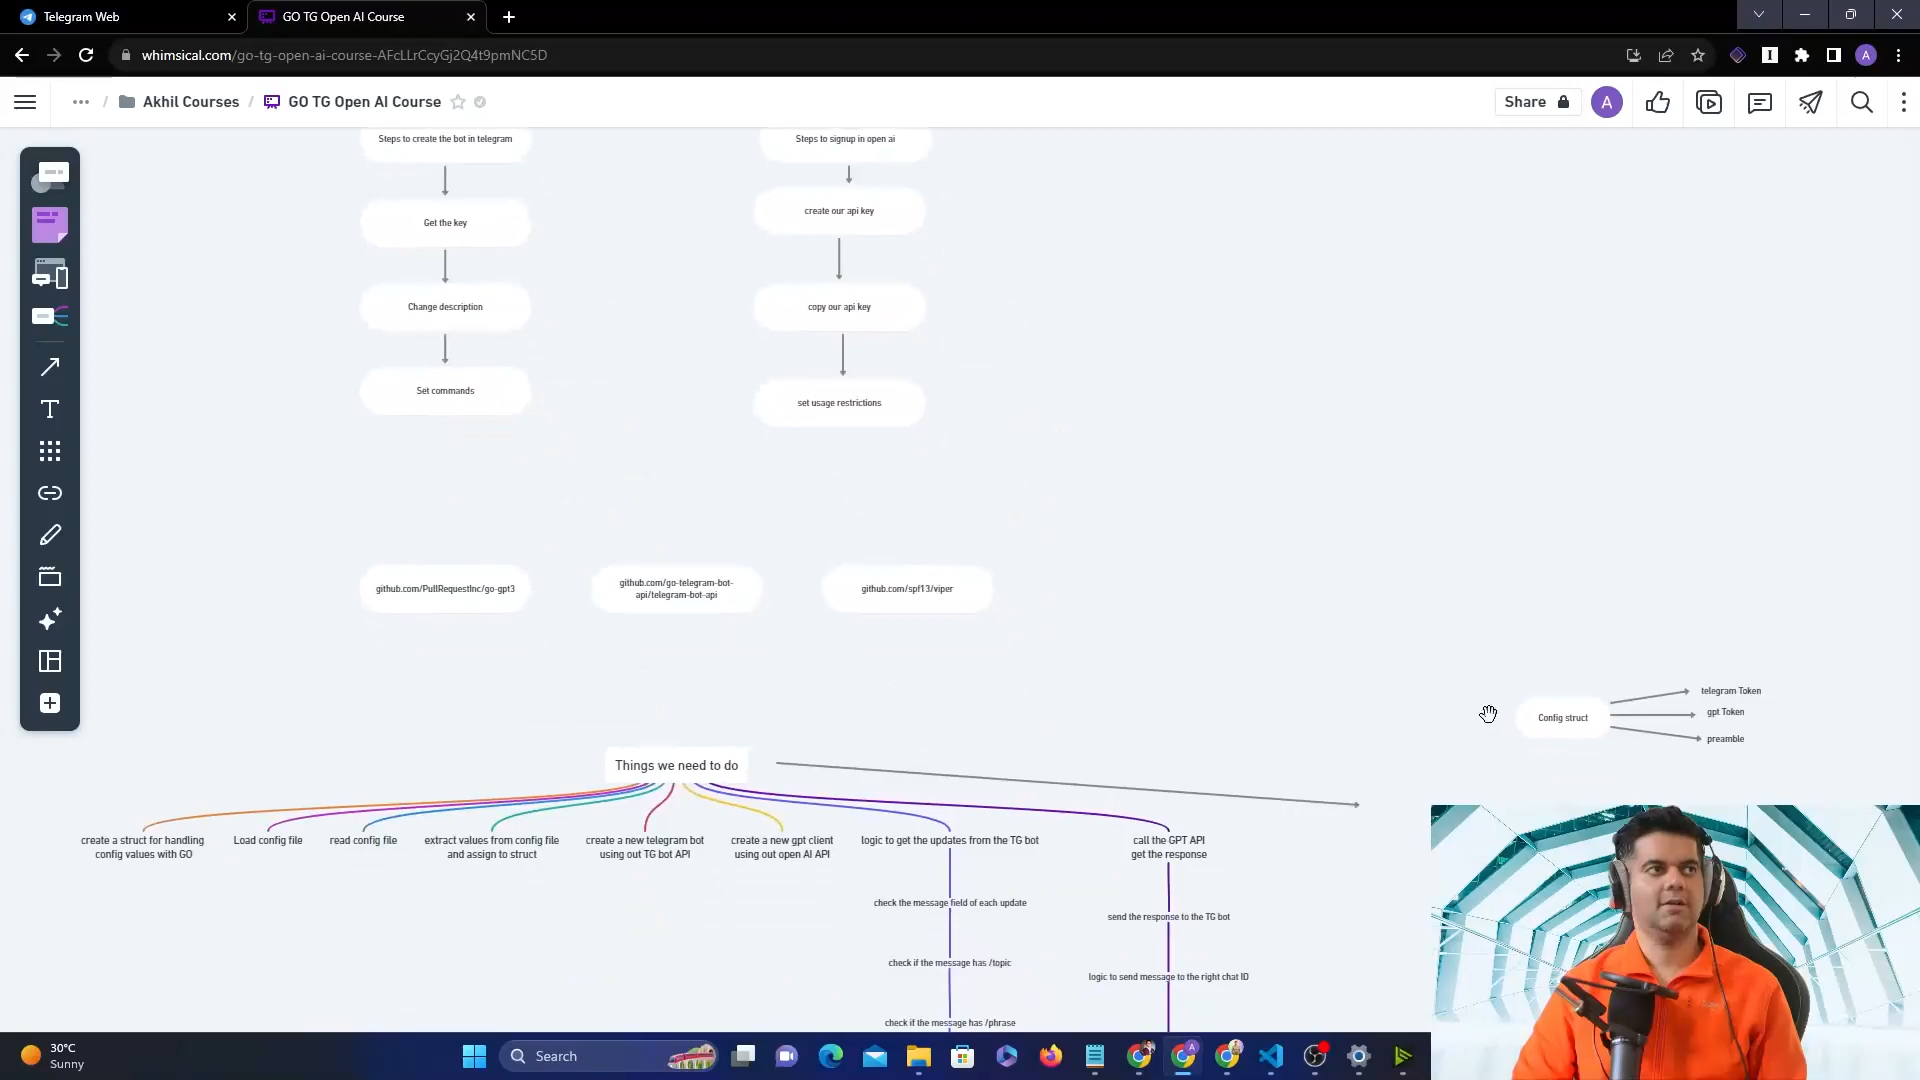 Telegram Web
GO TG Open AI Course
whimsical.com/go-tg-open-ai-course-AFcLLrCcyGj2Q4t9pmNC5D
A
... / Akhil Courses / GO TG Open AI Course
Share
A
Steps to create the bot in telegram
Steps to signup in open ai
Get the key
create our api key
Change description
copy our api key
Set commands
set usage restrictions
github.com/PullRequestInc/go-gpt3
github.com/go-telegram-bot-
api/telegram-bot-api
github.com/spf13/viper
Config struct
telegram Token
gpt Token
preamble
Things we need to do
create a struct for handling
config values with GO
Load config file
read config file
extract values from config file
and assign to struct
create a new telegram bot
using out TG bot API
create a new gpt client
using out open AI API
logic to get the updates from the TG bot
call the GPT API
get the response
check the message field of each update
send the response to the TG bot
check if the message has /topic
logic to send message to the right chat ID
check if the message has /phrase
30°C
Sunny
Search